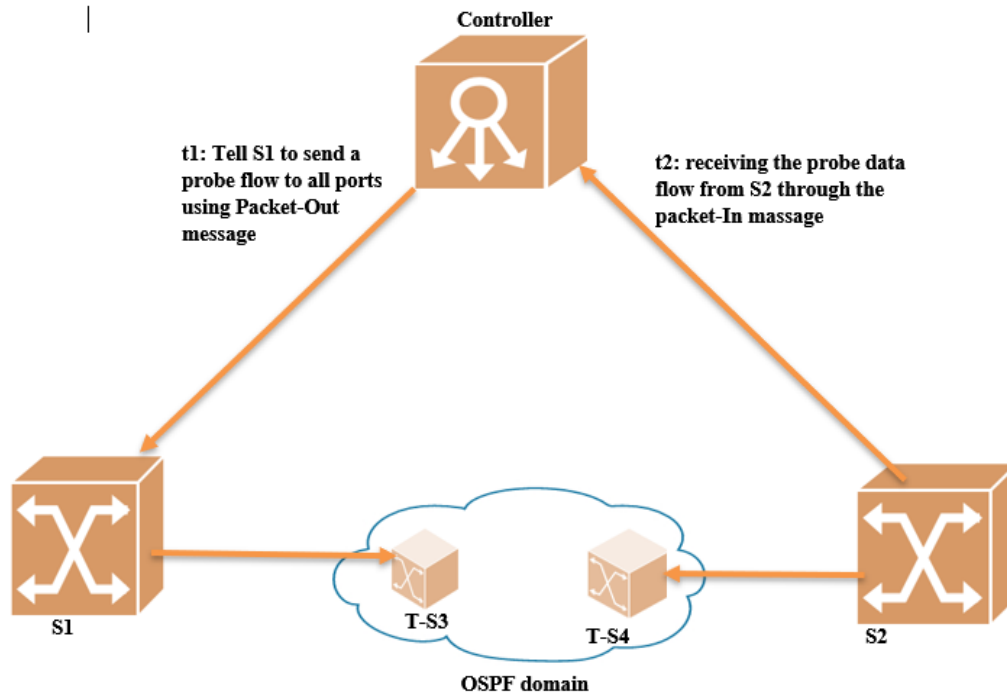 Controller
t1: Tell S1 to send a
probe flow to all ports
using Packet-Out
message
t2: receiving the probe data
flow from S2 through the
packet-In massage
S1
T-S3
T-S4
S2
OSPF domain